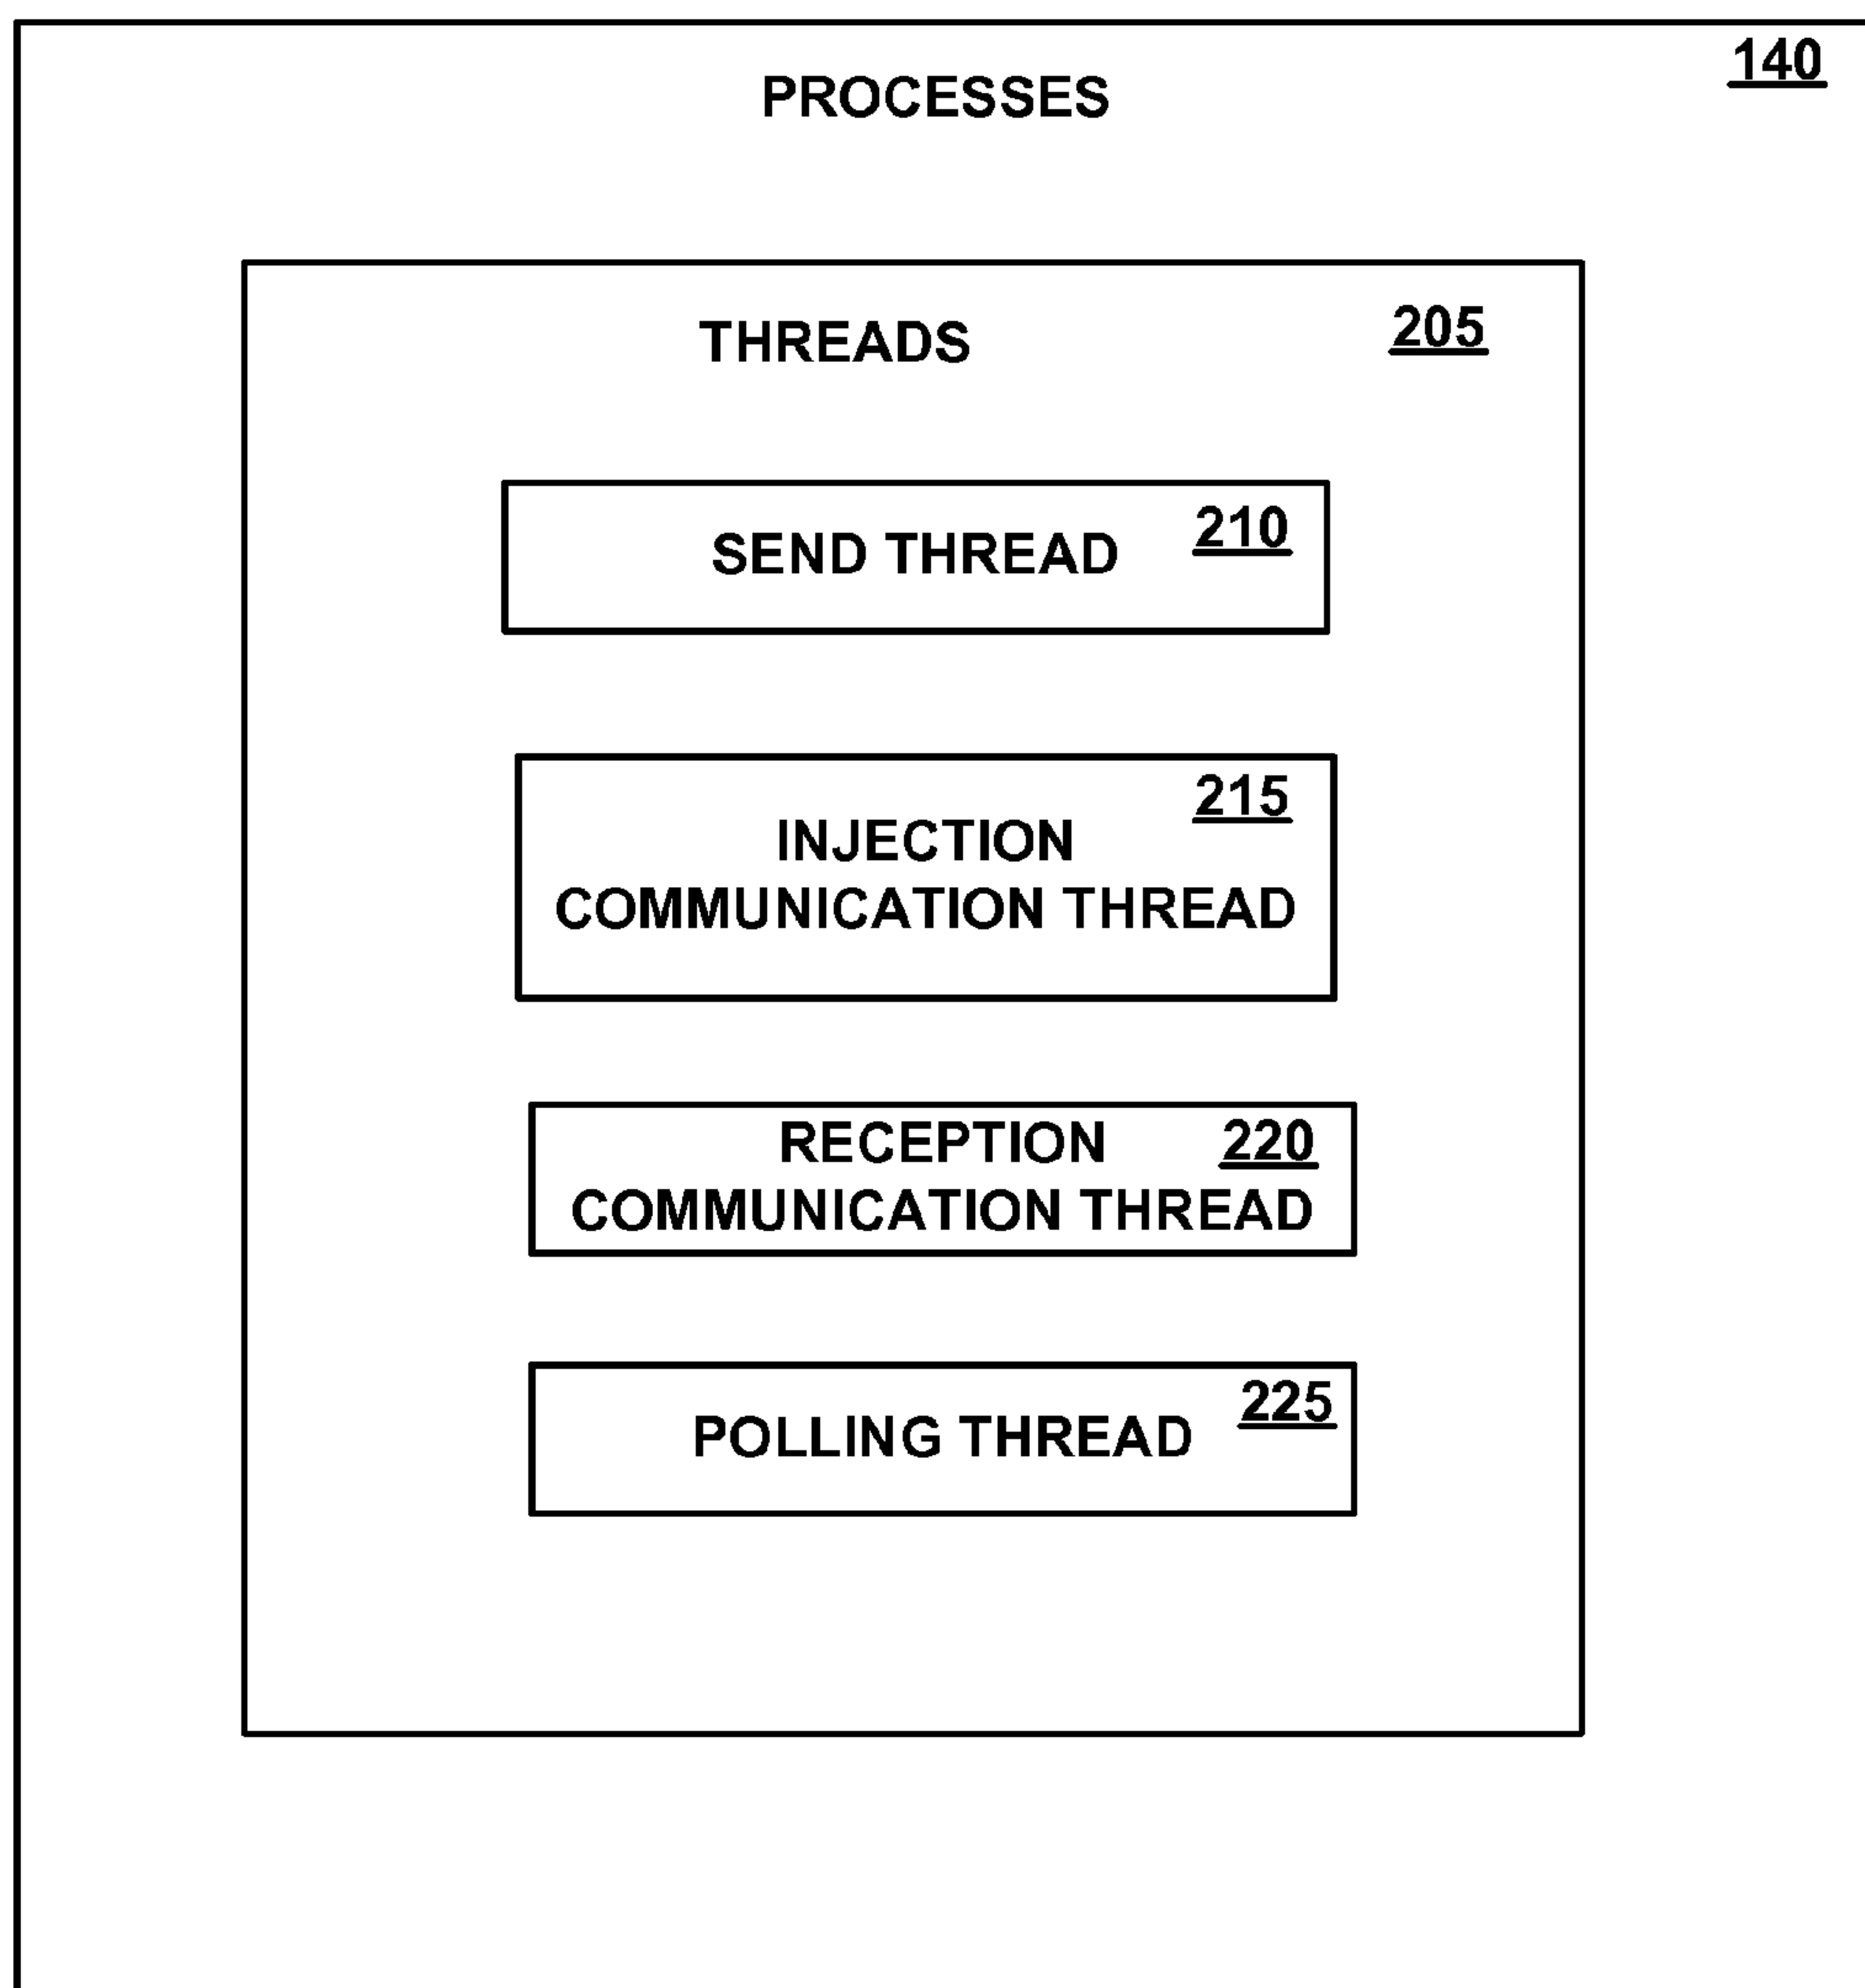 140
PROCESSES
THREADS
205
SEND THREAD
210
215
INJECTION
COMMUNICATION THREAD
RECEPTION
220
COMMUNICATION THREAD
225
POLLING THREAD